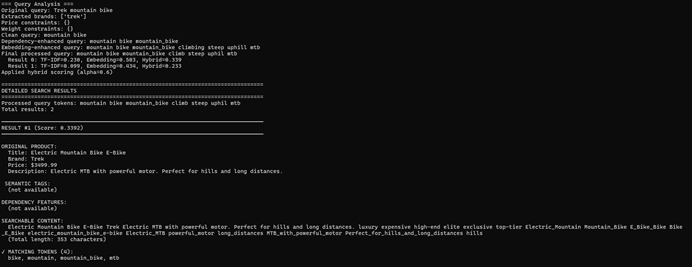 === Query Analysis ===
Original query: Trek mountain bike
Extracted brands: ['trek']
Price constraints: {}
Weight constraints: {}
Clean query: mountain bike
Dependency-enhanced query: mountain bike mountain_bike
Embedding-enhanced query: mountain bike mountain_bike climbing steep uphill mtb
Final processed query: mountain bike mountain_bike climb steep uphil mtb
Result 0: TF-IDF=0.230, Embedding=0.503, Hybrid=0.339
Result 1: TF-IDF=0.099, Embedding=0.434, Hybrid=0.233
Applied hybrid scoring (alpha=0.6)
================================================================================
DETAILED SEARCH RESULTS
================================================================================
Processed query tokens: mountain bike mountain_bike climb steep uphil mtb
Total results: 2
RESULT #1 (Score: 0.3392)
ORIGINAL PRODUCT:
Title: Electric Mountain Bike E-Bike
Brand: Trek
Price: $3499.99
Description: Electric MTB with powerful motor. Perfect for hills and long distances.
SEMANTIC TAGS:
(not available)
DEPENDENCY FEATURES:
(not available)
SEARCHABLE CONTENT:
Electric Mountain Bike E-Bike Trek Electric MTB with powerful motor. Perfect for hills and long distances. luxury expensive high-end elite exclusive top-tier Electric_Mountain Mountain_Bike E_Bike_Bike Bike
_E_Bike electric_mountain_bike_e-bike Electric_MTB powerful_motor long_distances MTB_with_powerful_motor Perfect_for_hills_and_long_distances hills
(Total length: 353 characters)
✓ MATCHING TOKENS (4):
bike, mountain, mountain_bike, mtb